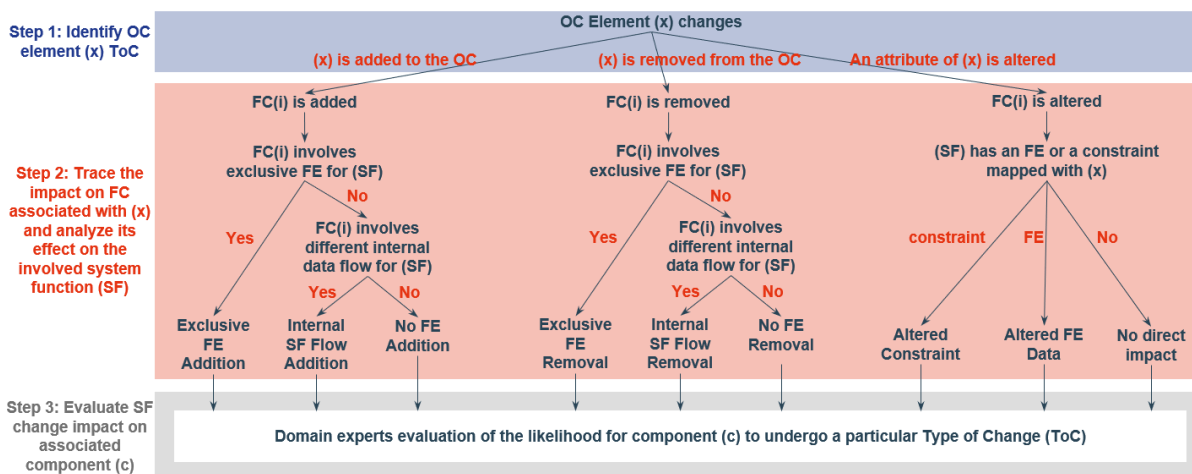 Step 1: Identify OC
element (x) ToC
OC Element (x) changes
(x) is added to the OC
(x) is removed from the OC
An attribute of (x) is altered
Step 2: Trace the
impact on FC
associated with (x)
and analyze its
effect on the
involved system
function (SF)
FC(i) is added
FC(i) is removed
FC(i) is altered
FC(i) involves
exclusive FE for (SF)
FC(i) involves
exclusive FE for (SF)
(SF) has an FE or a constraint
mapped with (x)
No
No
FC(i) involves
different internal
data flow for (SF)
FC(i) involves
different internal
data flow for (SF)
Yes
Yes
constraint
FE
No
Yes
No
Yes
No
Exclusive
FE
Addition
Internal
SF Flow
Addition
No FE
Addition
Exclusive
FE
Removal
Internal
SF Flow
Removal
No FE
Removal
Altered
Constraint
Altered FE
Data
No direct
impact
Step 3: Evaluate SF
change impact on
associated
component (c)
Domain experts evaluation of the likelihood for component (c) to undergo a particular Type of Change (ToC)